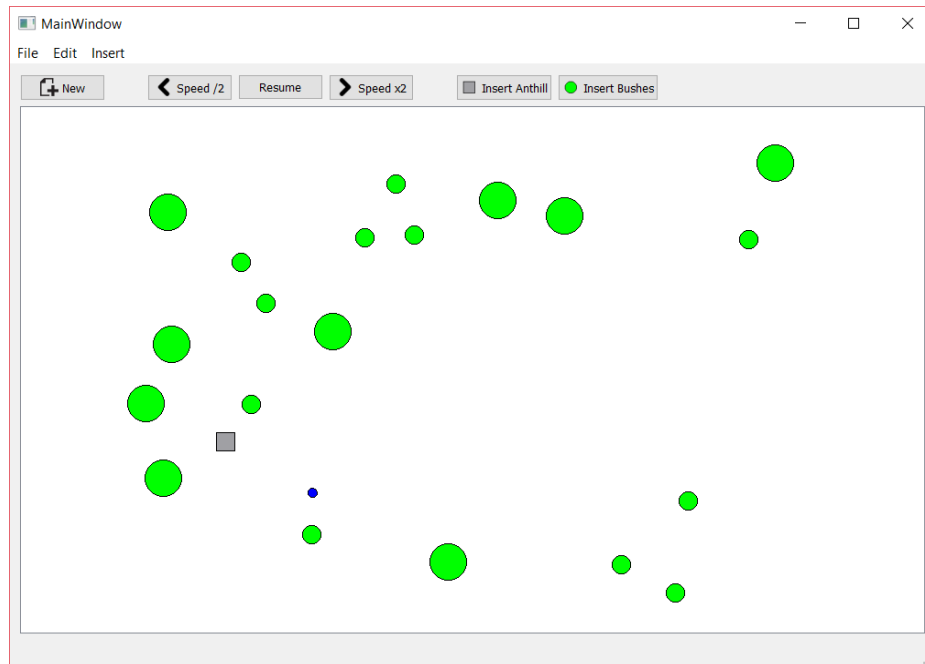 MainWindow
File Edit Insert
New Speed /2 Resume Speed x2 Insert Anthill Insert Bushes